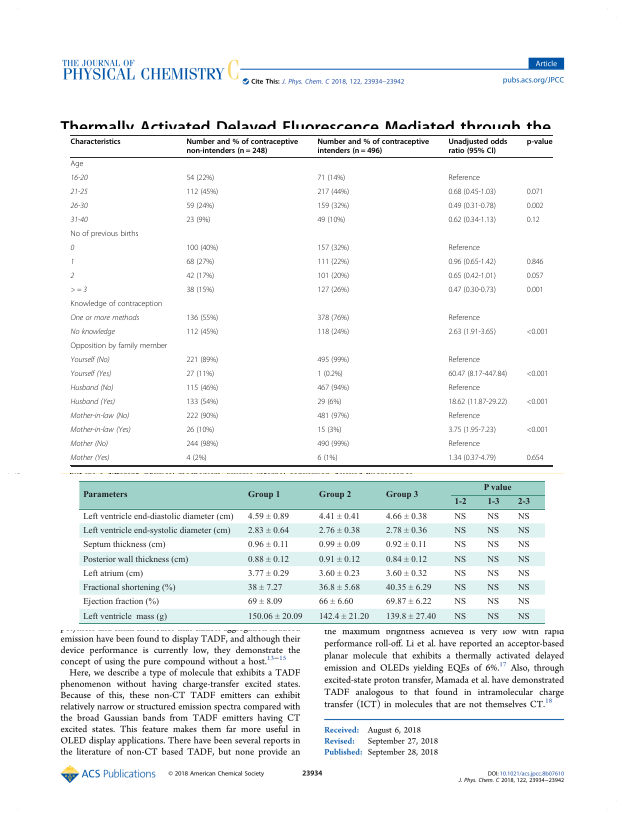 THE JOURNAL OF
PHYSICAL CHEMISTRY C
Article
Cite This: J. Phys. Chem. C 2018, 122, 23934−23942
pubs.acs.org/JPCC
Thermally Activated Delayed Fluorescence Mediated through the
Characteristics Number and % of contraceptive non-intenders (n = 248) Number and % of contraceptive intenders (n = 496) Unadjusted odds ratio (95% CI) p-value
Age
16-20 54 (22%) 71 (14%) Reference
21-25 112 (45%) 217 (44%) 0.68 (0.45-1.03) 0.071
26-30 59 (24%) 159 (32%) 0.49 (0.31-0.78) 0.002
31-40 23 (9%) 49 (10%) 0.62 (0.34-1.13) 0.12
No of previous births
0 100 (40%) 157 (32%) Reference
1 68 (27%) 111 (22%) 0.96 (0.65-1.42) 0.846
2 42 (17%) 101 (20%) 0.65 (0.42-1.01) 0.057
> = 3 38 (15%) 127 (26%) 0.47 (0.30-0.73) 0.001
Knowledge of contraception
One or more methods 136 (55%) 378 (76%) Reference
No knowledge 112 (45%) 118 (24%) 2.63 (1.91-3.65) <0.001
Opposition by family member
Yourself (No) 221 (89%) 495 (99%) Reference
Yourself (Yes) 27 (11%) 1 (0.2%) 60.47 (8.17-447.84) <0.001
Husband (No) 115 (46%) 467 (94%) Reference
Husband (Yes) 133 (54%) 29 (6%) 18.62 (11.87-29.22) <0.001
Mother-in-law (No) 222 (90%) 481 (97%) Reference
Mother-in-law (Yes) 26 (10%) 15 (3%) 3.75 (1.95-7.23) <0.001
Mother (No) 244 (98%) 490 (99%) Reference
Mother (Yes) 4 (2%) 6 (1%) 1.34 (0.37-4.79) 0.654
Parameters Group 1 Group 2 Group 3 P value
1-2 1-3 2-3
Left ventricle end-diastolic diameter (cm) 4.59 ± 0.89 4.41 ± 0.41 4.66 ± 0.38 NS NS NS
Left ventricle end-systolic diameter (cm) 2.83 ± 0.64 2.76 ± 0.38 2.78 ± 0.36 NS NS NS
Septum thickness (cm) 0.96 ± 0.11 0.99 ± 0.09 0.92 ± 0.11 NS NS NS
Posterior wall thickness (cm) 0.88 ± 0.12 0.91 ± 0.12 0.84 ± 0.12 NS NS NS
Left atrium (cm) 3.77 ± 0.29 3.60 ± 0.23 3.60 ± 0.32 NS NS NS
Fractional shortening (%) 38 ± 7.27 36.8 ± 5.68 40.35 ± 6.29 NS NS NS
Ejection fraction (%) 69 ± 8.09 66 ± 6.60 69.87 ± 6.22 NS NS NS
Left ventricle mass (g) 150.06 ± 20.09 142.4 ± 21.20 139.8 ± 27.40 NS NS NS
emission have been found to display TADF, and although their
device performance is currently low, they demonstrate the
concept of using the pure compound without a host.13−15
Here, we describe a type of molecule that exhibits a TADF
phenomenon without having charge-transfer excited states.
Because of this, these non-CT TADF emitters can exhibit
relatively narrow or structured emission spectra compared with
the broad Gaussian bands from TADF emitters having CT
excited states. This feature makes them far more useful in
OLED display applications. There have been several reports in
the literature of non-CT based TADF, but none provide an
the maximum brightness achieved is very low with rapid
performance roll-off. Li et al. have reported an acceptor-based
planar molecule that exhibits a thermally activated delayed
emission and OLEDs yielding EQEs of 6%.17 Also, through
excited-state proton transfer, Mamada et al. have demonstrated
TADF analogous to that found in intramolecular charge
transfer (ICT) in molecules that are not themselves CT.18
Received: August 6, 2018
Revised: September 27, 2018
Published: September 28, 2018
ACS Publications © 2018 American Chemical Society
23934
DOI: 10.1021/acs.jpcc.8b07610
J. Phys. Chem. C 2018, 122, 23934−23942